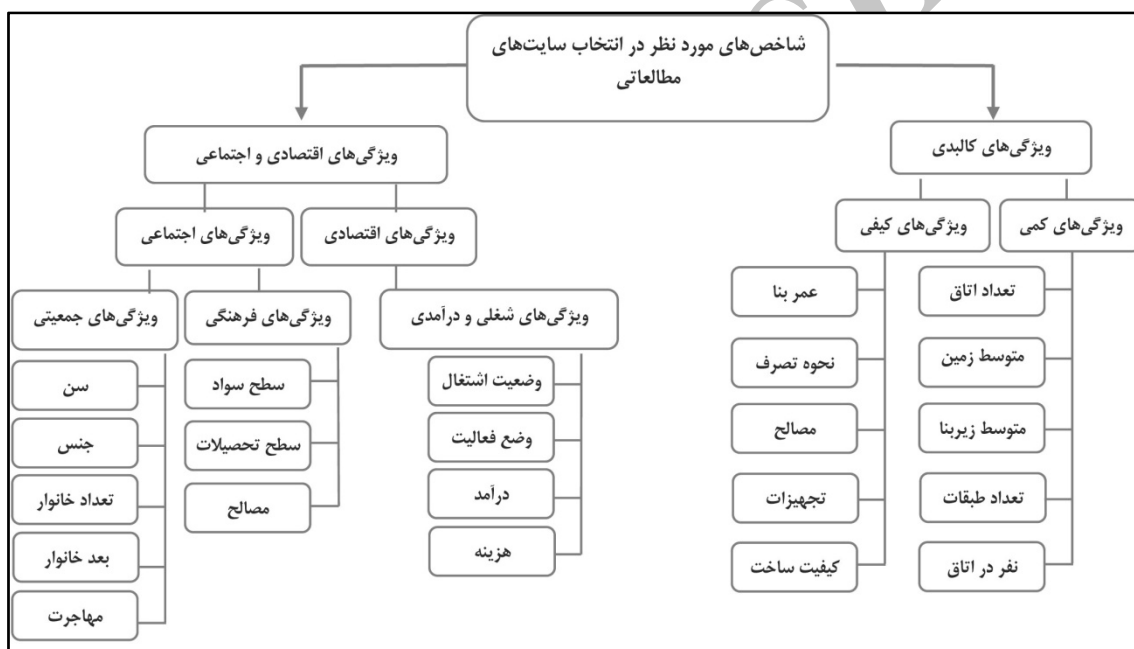 شاخص‌های مورد نظر در انتخاب سایت‌های
مطالعاتی
ویژگی‌های کالبدی
ویژگی‌های کمی
تعداد اتاق
متوسط زمین
متوسط زیربنا
تعداد طبقات
نفر در اتاق
ویژگی‌های کیفی
عمر بنا
نحوه تصرف
مصالح
تجهیزات
کیفیت ساخت
ویژگی‌های اقتصادی و اجتماعی
ویژگی‌های اقتصادی
ویژگی‌های شغلی و درآمدی
وضعیت اشتغال
وضع فعالیت
درآمد
هزینه
ویژگی‌های اجتماعی
ویژگی‌های فرهنگی
سطح سواد
سطح تحصیلات
مصالح
ویژگی‌های جمعیتی
سن
جنس
تعداد خانوار
بعد خانوار
مهاجرت